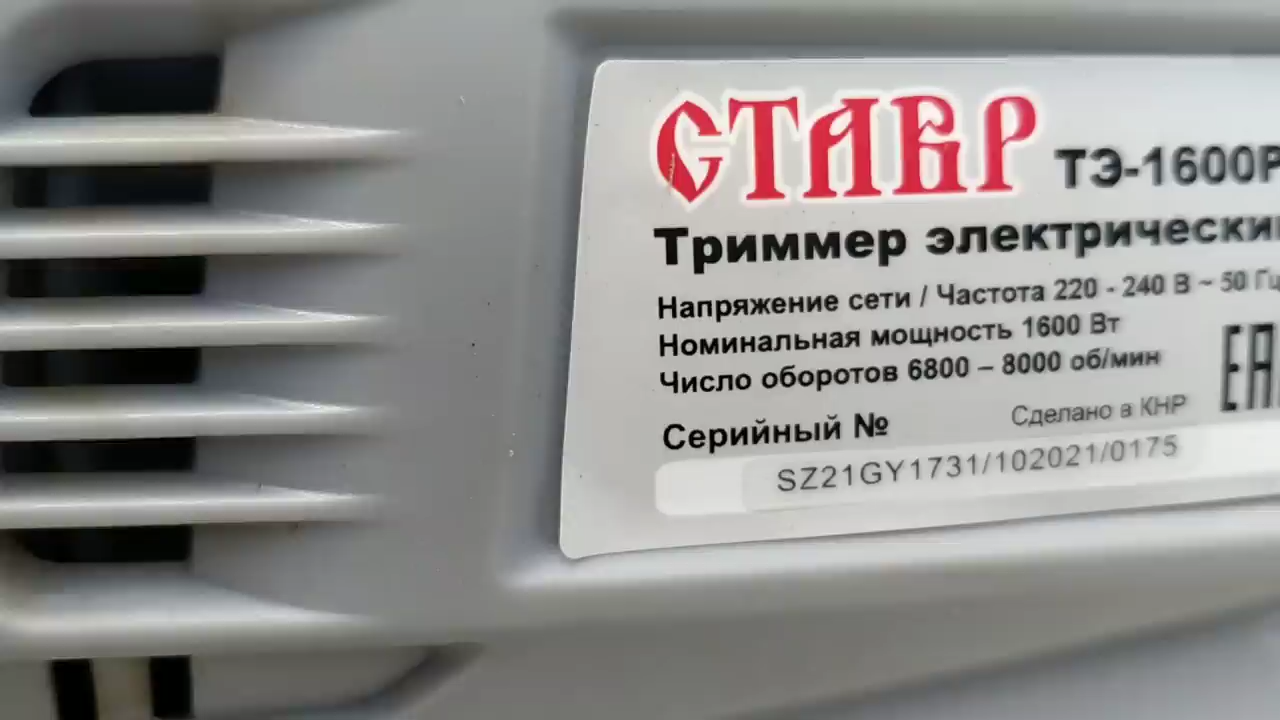 СТАВР ТЭ-1600Р
Триммер электрический
Напряжение сети / Частота 220 - 240 В ~ 50 Гц
Номинальная мощность 1600 Вт
Число оборотов 6800 – 8000 об/мин
EAC
Серийный № Сделано в КНР
SZ21GY1731/102021/0175